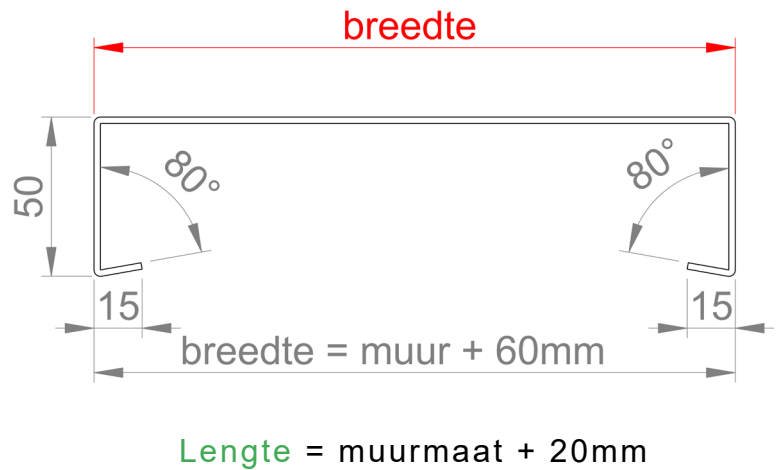 breedte
80°
80°
50
15
15
breedte = muur + 60mm
Lengte = muurmaat + 20mm